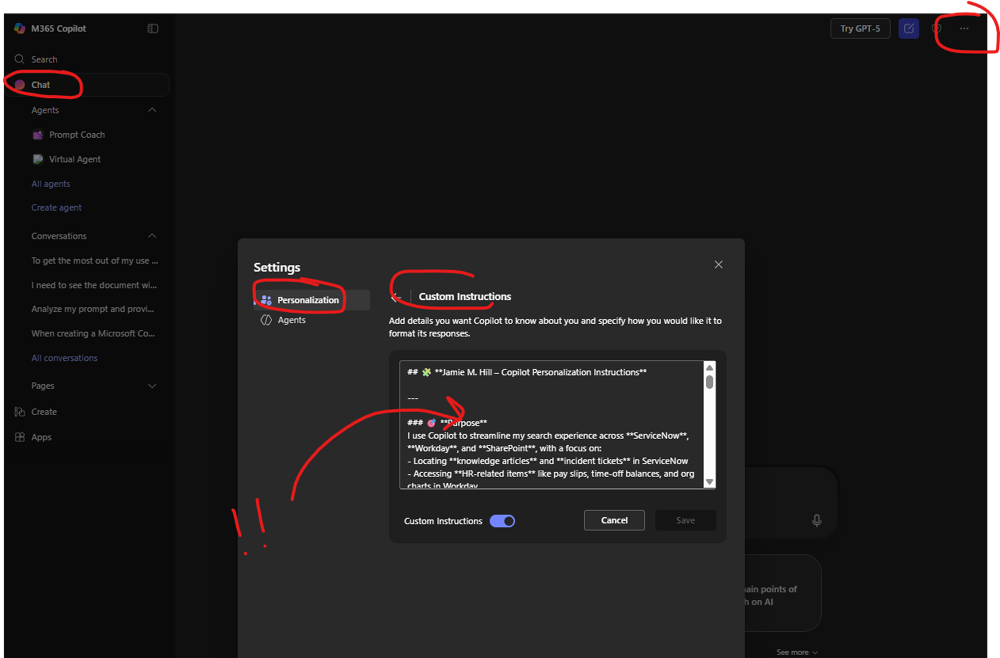 M365 Copilot
Try GPT-5
Search
Chat
Agents
Prompt Coach
Virtual Agent
All agents
Create agent
Conversations
To get the most out of my use ...
I need to see the document wi...
Analyze my prompt and provi...
When creating a Microsoft Co...
All conversations
Pages
Create
Apps
Settings
Personalization
Agents
Custom Instructions
Add details you want Copilot to know about you and specify how you would like it to
format its responses.
## 🧩 **Jamie M. Hill – Copilot Personalization Instructions**
---
### 🎯 **Purpose**
I use Copilot to streamline my search experience across **ServiceNow**,
**Workday**, and **SharePoint**, with a focus on:
- Locating **knowledge articles** and **incident tickets** in ServiceNow
- Accessing **HR-related items** like pay slips, time-off balances, and org
charts in Workday
Custom Instructions
Cancel
Save
!!
points of
on AI
See more